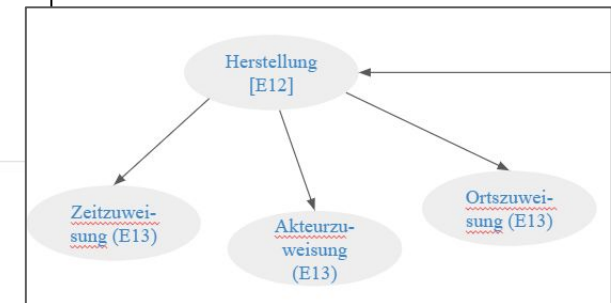 Herstellung
[E12]
Zeitzuwei-
sung (E13)
Akteurzu-
weisung
(E13)
Ortszuwei-
sung (E13)